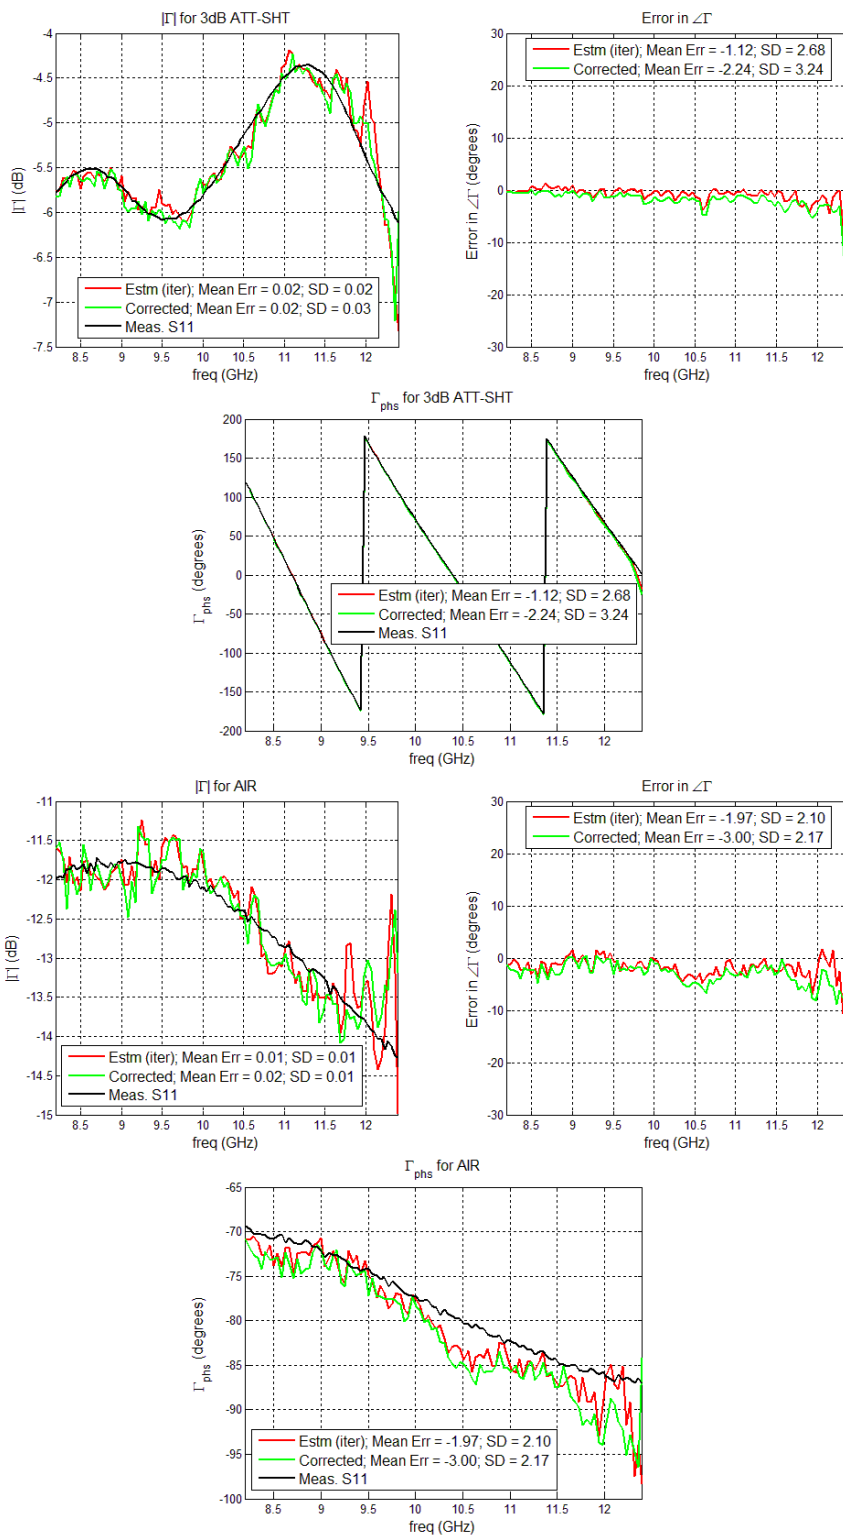 |Γ| for 3dB ATT-SHT
-4
-4.5
-5
-5.5
-6
-6.5
-7
-7.5
|Γ| (dB)
Estm (iter); Mean Err = 0.02; SD = 0.02
Corrected; Mean Err = 0.02; SD = 0.03
Meas. S11
8.5 9 9.5 10 10.5 11 11.5 12
freq (GHz)
Error in ∠Γ
30
20
10
0
-10
-20
-30
Error in ∠Γ (degrees)
Estm (iter); Mean Err = -1.12; SD = 2.68
Corrected; Mean Err = -2.24; SD = 3.24
8.5 9 9.5 10 10.5 11 11.5 12
freq (GHz)
Γphs for 3dB ATT-SHT
200
150
100
50
0
-50
-100
-150
-200
Γphs (degrees)
Estm (iter); Mean Err = -1.12; SD = 2.68
Corrected; Mean Err = -2.24; SD = 3.24
Meas. S11
8.5 9 9.5 10 10.5 11 11.5 12
freq (GHz)
|Γ| for AIR
-11
-11.5
-12
-12.5
-13
-13.5
-14
-14.5
-15
|Γ| (dB)
Estm (iter); Mean Err = 0.01; SD = 0.01
Corrected; Mean Err = 0.02; SD = 0.01
Meas. S11
8.5 9 9.5 10 10.5 11 11.5 12
freq (GHz)
Error in ∠Γ
30
20
10
0
-10
-20
-30
Error in ∠Γ (degrees)
Estm (iter); Mean Err = -1.97; SD = 2.10
Corrected; Mean Err = -3.00; SD = 2.17
8.5 9 9.5 10 10.5 11 11.5 12
freq (GHz)
Γphs for AIR
-65
-70
-75
-80
-85
-90
-95
-100
Γphs (degrees)
Estm (iter); Mean Err = -1.97; SD = 2.10
Corrected; Mean Err = -3.00; SD = 2.17
Meas. S11
8.5 9 9.5 10 10.5 11 11.5 12
freq (GHz)